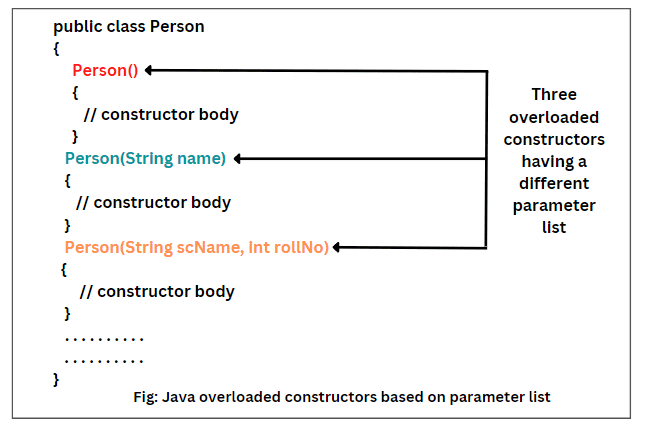 public class Person
{
Person()
{
// constructor body
}
Person(String name)
{
// constructor body
}
Person(String scName, int rollNo)
{
// constructor body
}
..........
..........
}
Three
overloaded
constructors
having a
different
parameter
list
Fig: Java overloaded constructors based on parameter list